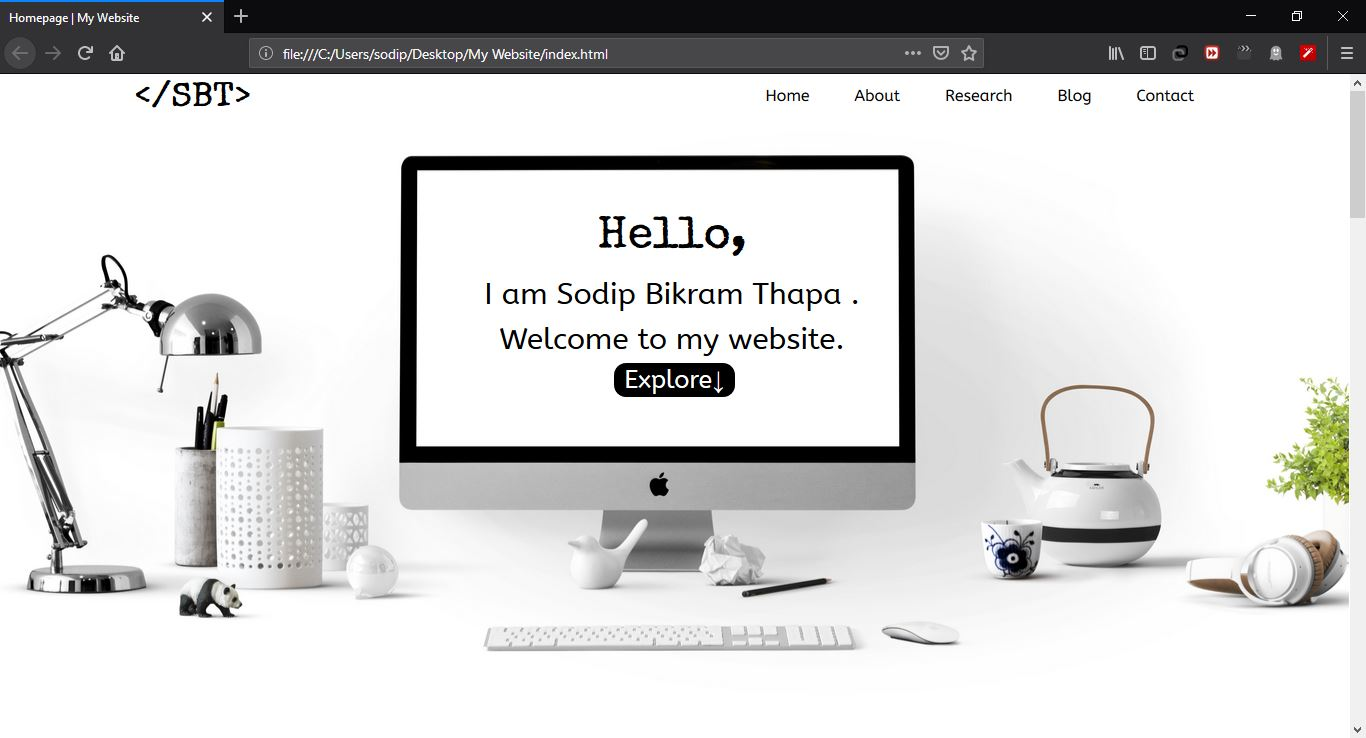 Homepage | My Website
file:///C:/Users/sodip/Desktop/My Website/index.html
</SBT>
Home About Research Blog Contact
Hello,
I am Sodip Bikram Thapa .
Welcome to my website.
Explore↓